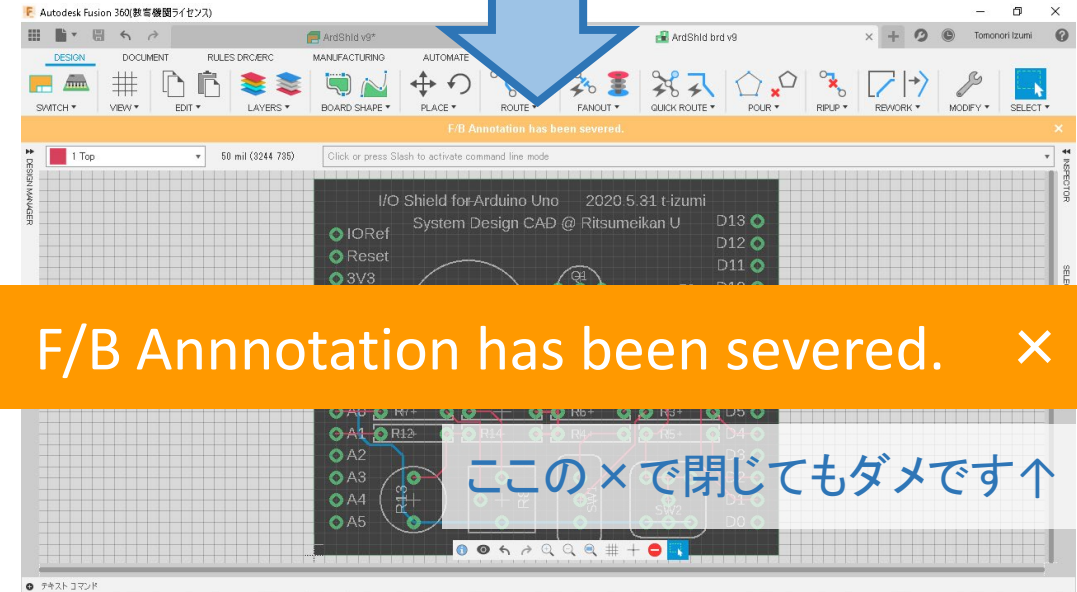 Autodesk Fusion 360(教育機関ライセンス)
ArdShld v9*
ArdShld brd v9
Tomonori Izumi
DESIGN DOCUMENT RULES DRC/ERC MANUFACTURING AUTOMATE
SWITCH VIEW EDIT LAYERS BOARD SHAPE PLACE ROUTE FANOUT QUICK ROUTE POUR RIPUP REWORK MODIFY SELECT
F/B Annotation has been severed. ×
1 Top 50 mil (3244 735) Click or press Slash to activate command line mode
DESIGN MANAGER
INSPECTOR
I/O Shield for Arduino Uno 2020.5.31 t-izumi
System Design CAD @ Ritsumeikan U
D13
IORef
D12
Reset
D11
3V3
Q1
F/B Annnotation has been severed. ×
A0 R7+ R6+ R3+ D5
A1 R12 R14 R4 R5+ D4
A2
ここの×で閉じてもダメです↑
A3
A4 R13
SW2
A5 D0
テキストコマンド